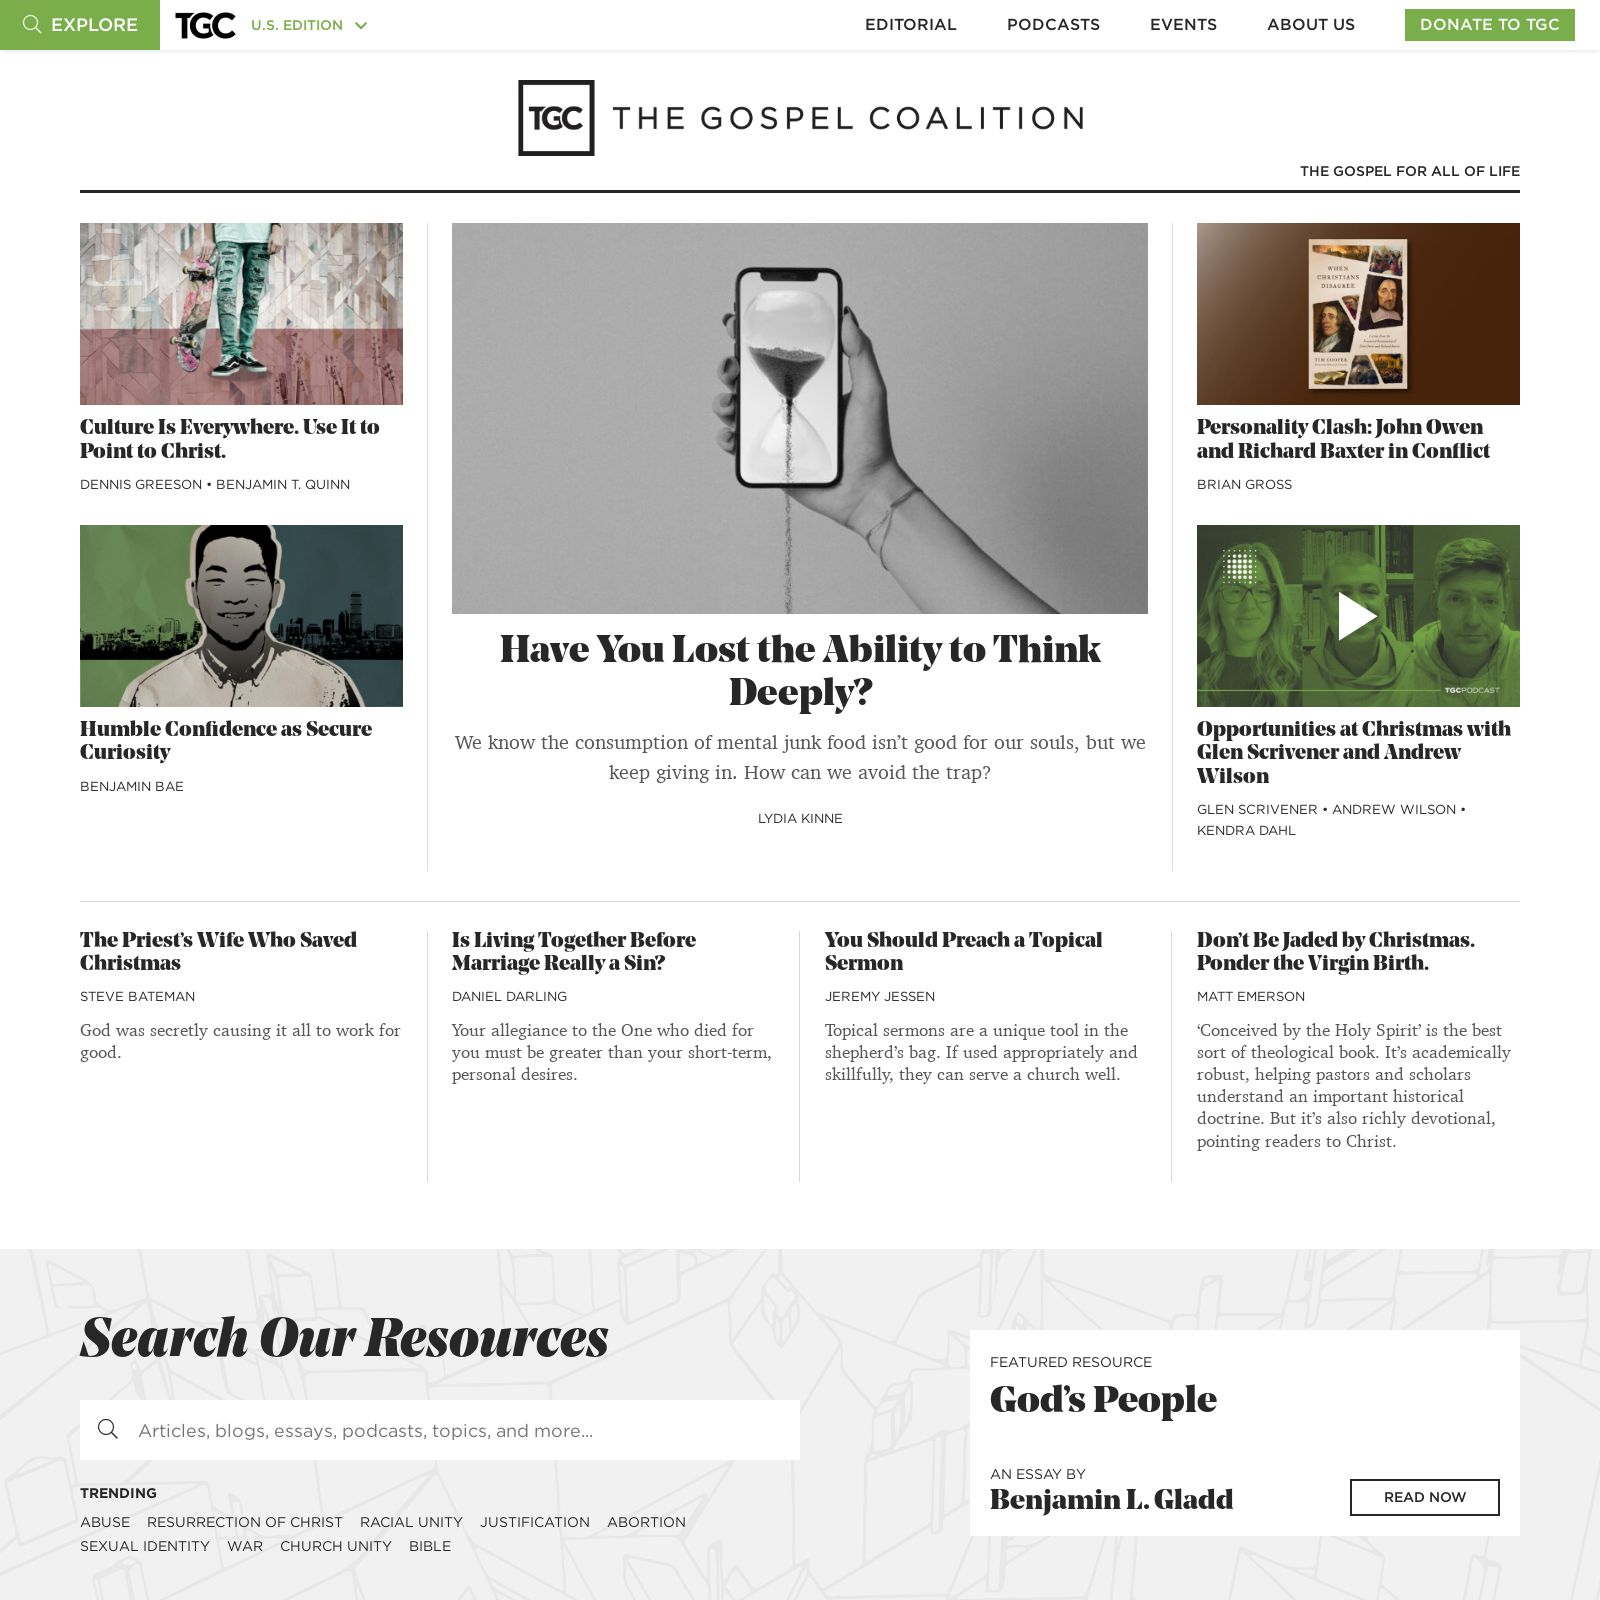 EXPLORE
TGC
U.S. EDITION
EDITORIAL
PODCASTS
EVENTS
ABOUT US
DONATE TO TGC
TGC THE GOSPEL COALITION
THE GOSPEL FOR ALL OF LIFE
Culture Is Everywhere. Use It to
Point to Christ.
DENNIS GREESON • BENJAMIN T. QUINN
Humble Confidence as Secure
Curiosity
BENJAMIN BAE
Have You Lost the Ability to Think
Deeply?
We know the consumption of mental junk food isn’t good for our souls, but we
keep giving in. How can we avoid the trap?
LYDIA KINNE
WHEN
CHRISTIANS
DISAGREE
TIM COOPER
Personality Clash: John Owen
and Richard Baxter in Conflict
BRIAN GROSS
TGCPODCAST
Opportunities at Christmas with
Glen Scrivener and Andrew
Wilson
GLEN SCRIVENER • ANDREW WILSON •
KENDRA DAHL
The Priest’s Wife Who Saved
Christmas
STEVE BATEMAN
God was secretly causing it all to work for
good.
Is Living Together Before
Marriage Really a Sin?
DANIEL DARLING
Your allegiance to the One who died for
you must be greater than your short-term,
personal desires.
You Should Preach a Topical
Sermon
JEREMY JESSEN
Topical sermons are a unique tool in the
shepherd’s bag. If used appropriately and
skillfully, they can serve a church well.
Don’t Be Jaded by Christmas.
Ponder the Virgin Birth.
MATT EMERSON
‘Conceived by the Holy Spirit’ is the best
sort of theological book. It’s academically
robust, helping pastors and scholars
understand an important historical
doctrine. But it’s also richly devotional,
pointing readers to Christ.
Search Our Resources
Articles, blogs, essays, podcasts, topics, and more...
TRENDING
ABUSE RESURRECTION OF CHRIST RACIAL UNITY JUSTIFICATION ABORTION
SEXUAL IDENTITY WAR CHURCH UNITY BIBLE
FEATURED RESOURCE
God’s People
AN ESSAY BY
Benjamin L. Gladd
READ NOW